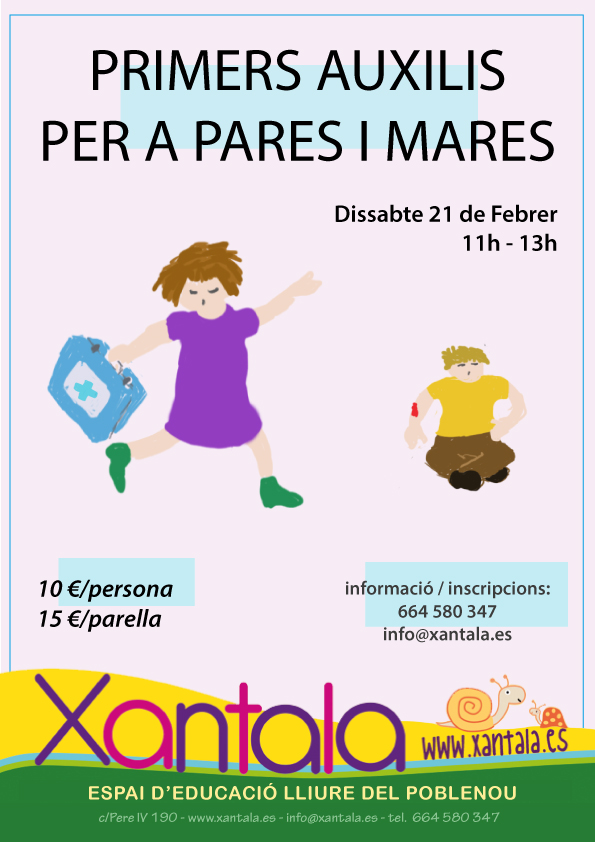 PRIMERS AUXILIS
PER A PARES I MARES
Dissabte 21 de Febrer
11h - 13h
10 €/persona
15 €/parella
informació / inscripcions:
664 580 347
info@xantala.es
Xantala
www.xantala.es
ESPAI D'EDUCACIÓ LLIURE DEL POBLENOU
c/Pere IV 190 - www.xantala.es - info@xantala.es - tel. 664 580 347